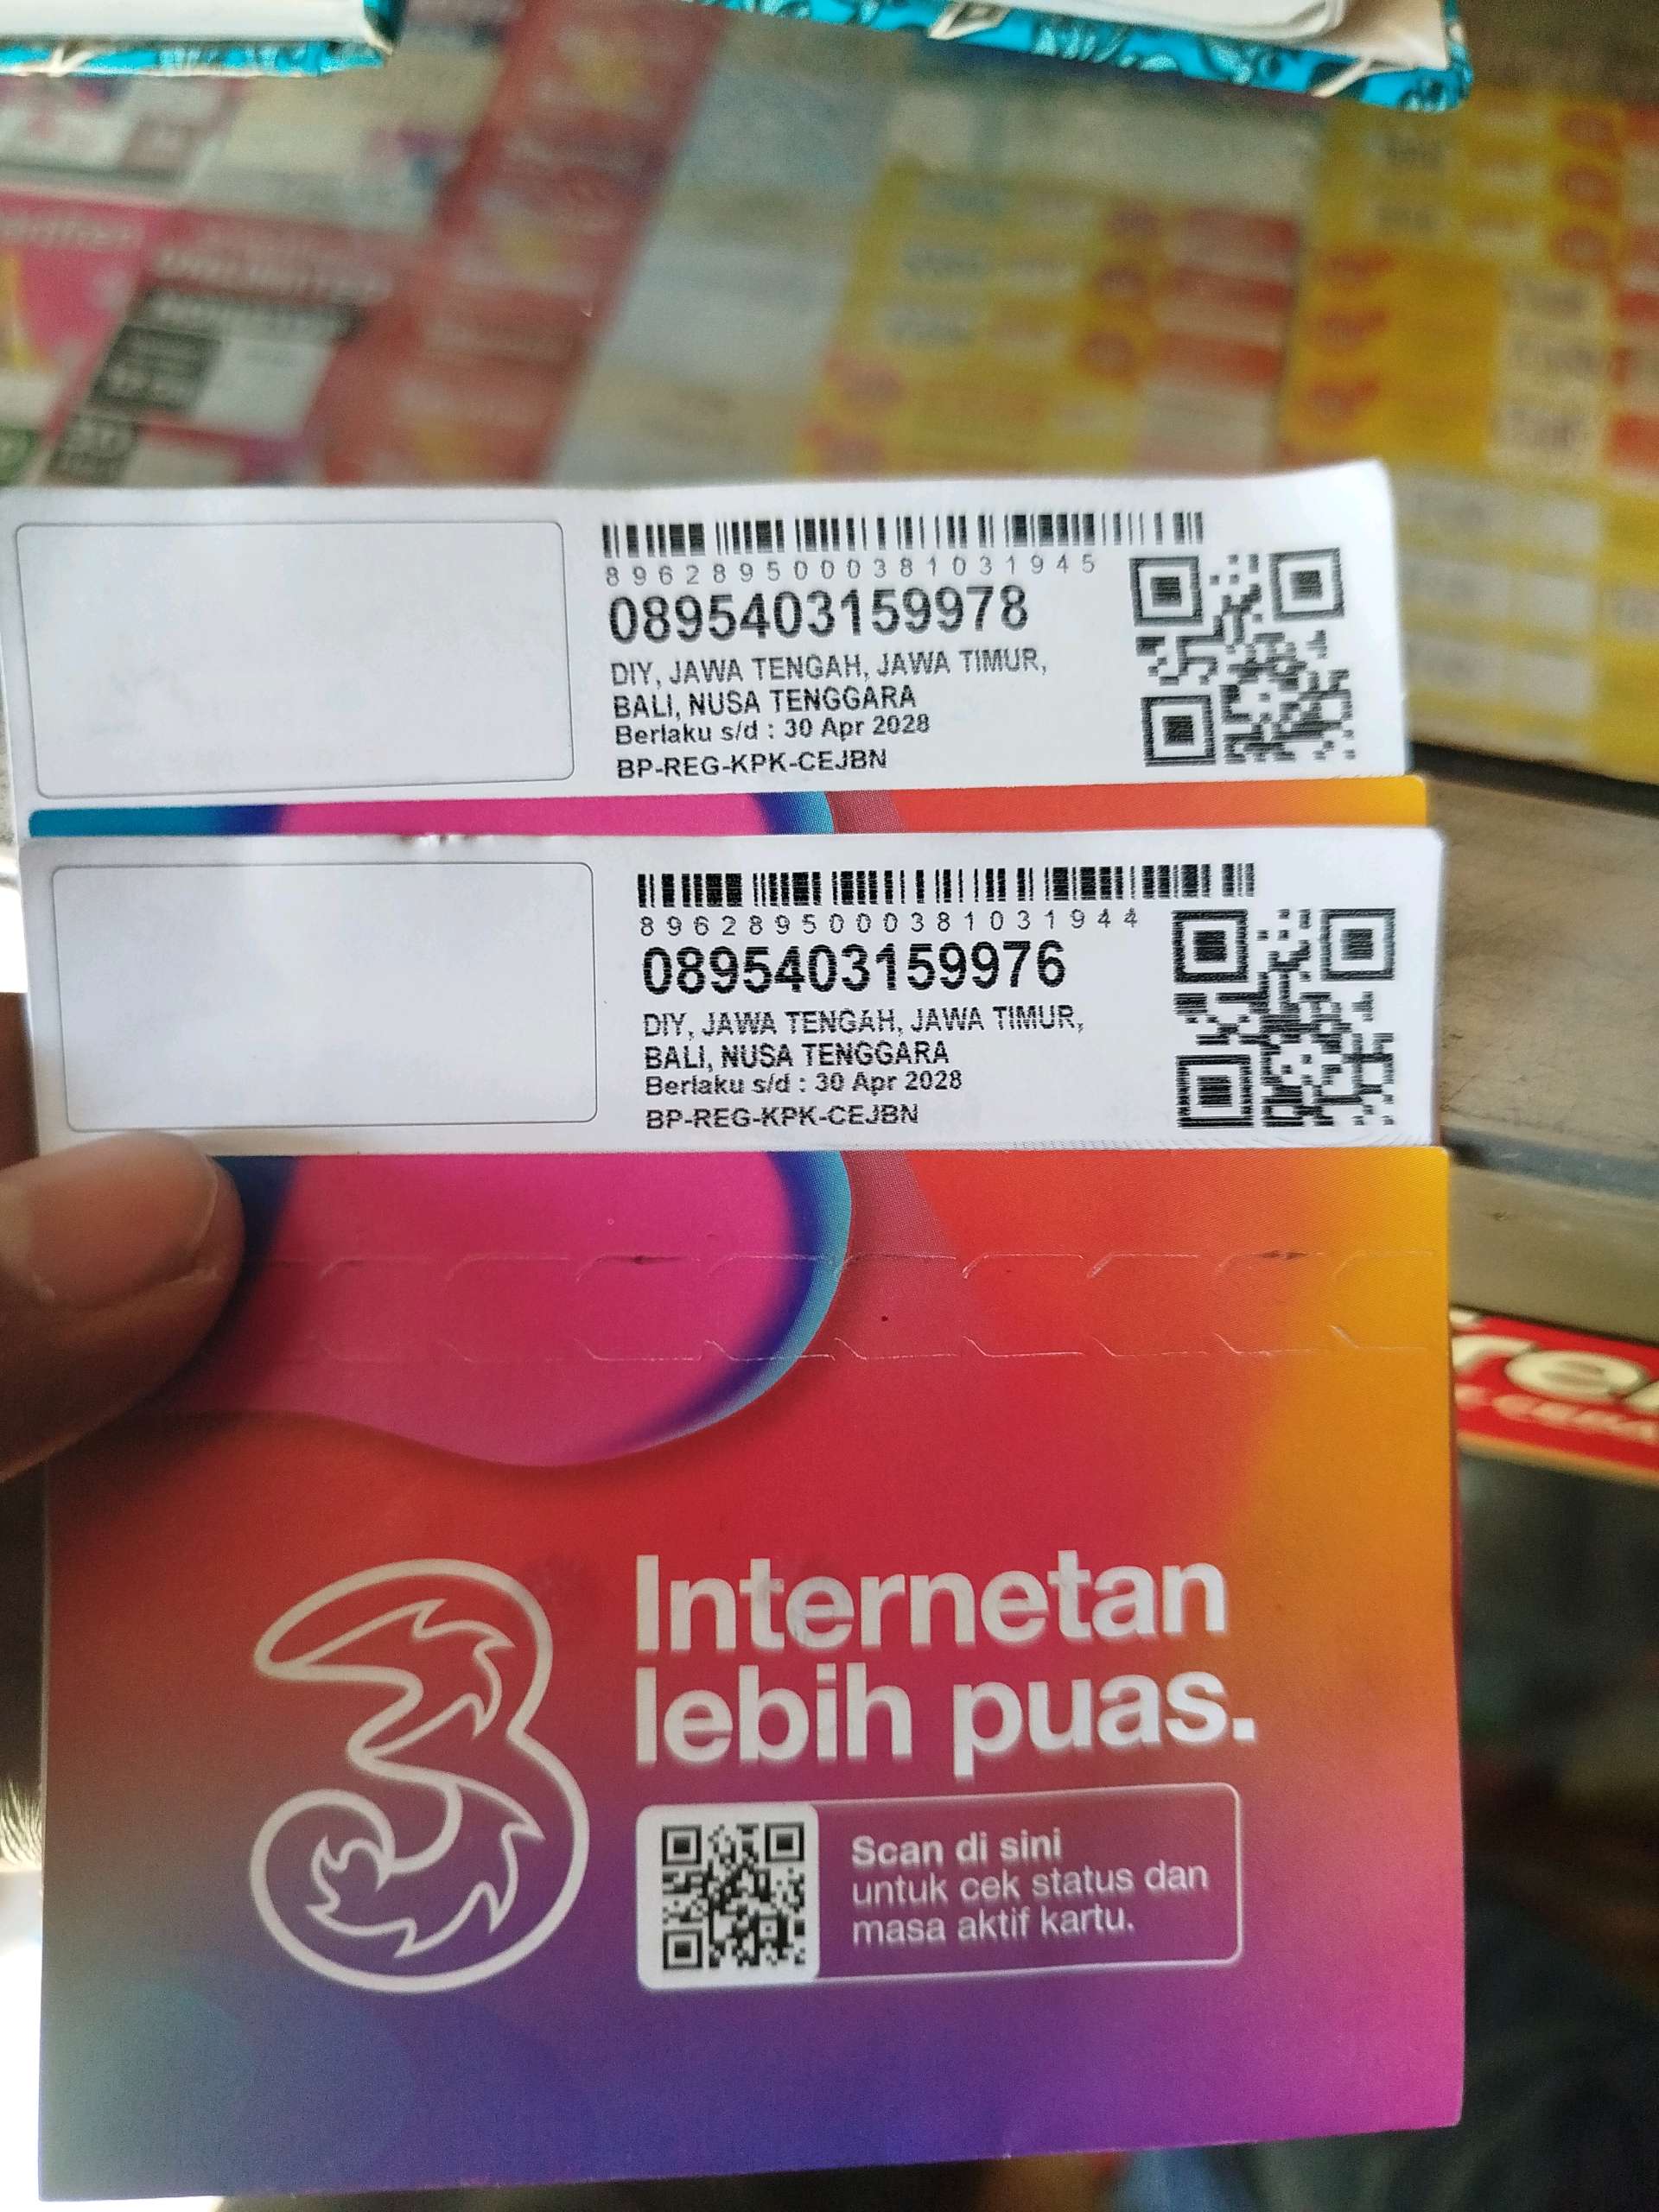 8962895000381031945
0895403159978
DIY, JAWA TENGAH, JAWA TIMUR,
BALI, NUSA TENGGARA
Berlaku s/d : 30 Apr 2028
BP-REG-KPK-CEJBN
8962895000381031944
0895403159976
DIY, JAWA TENGAH, JAWA TIMUR,
BALI, NUSA TENGGARA
Berlaku s/d : 30 Apr 2028
BP-REG-KPK-CEJBN
3
Internetan
lebih puas.
Scan di sini
untuk cek status dan
masa aktif kartu.